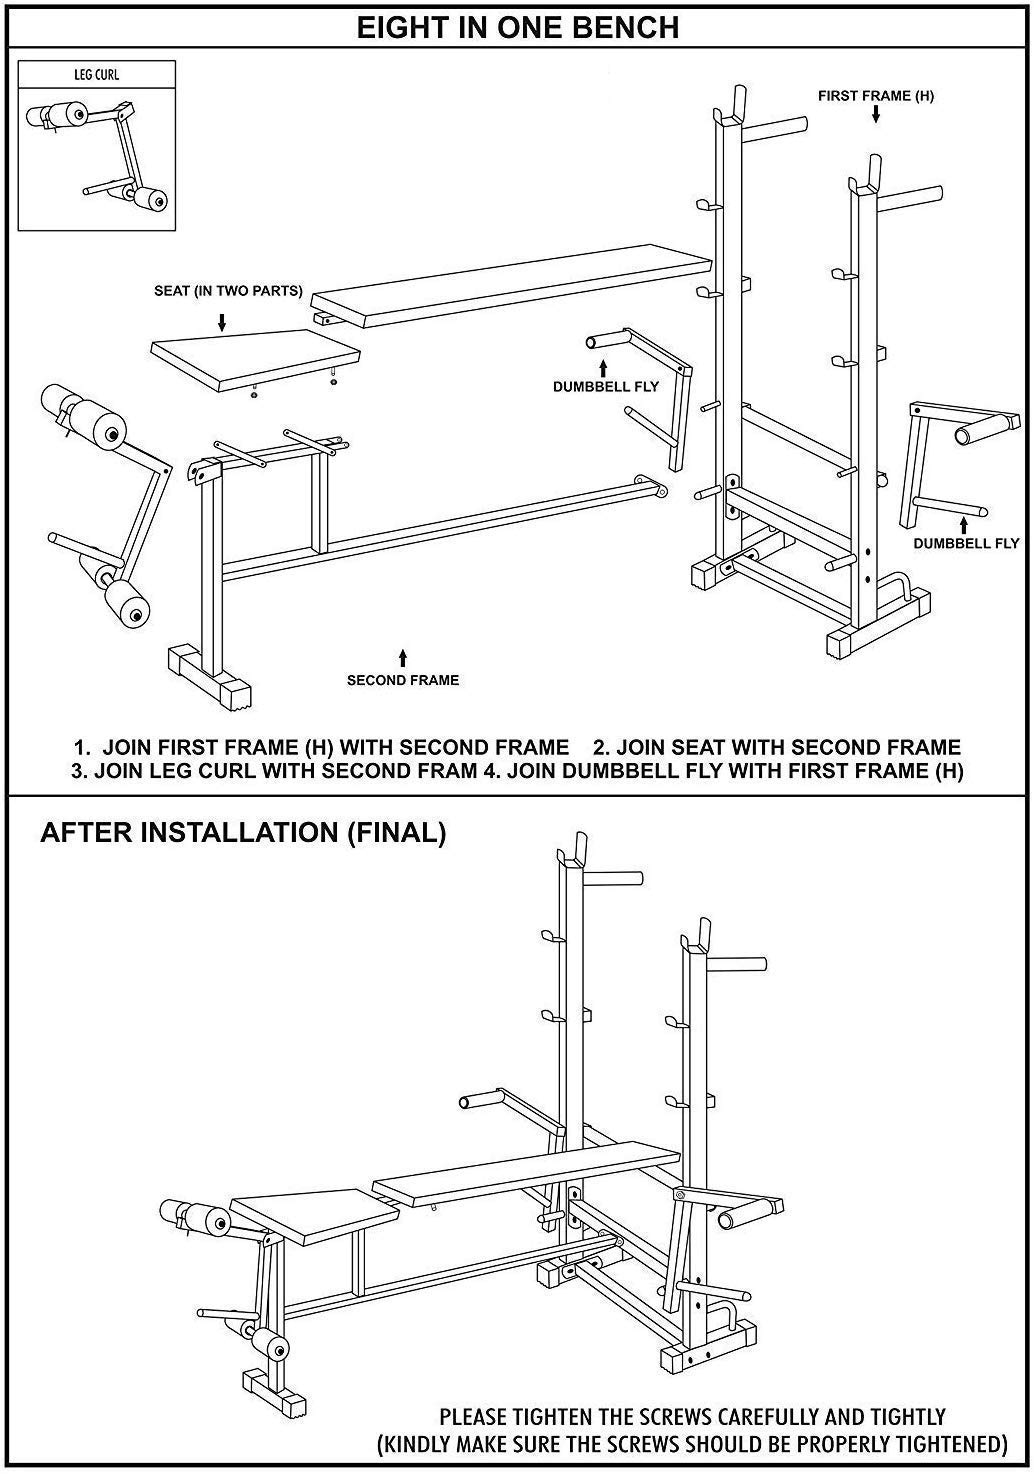 EIGHT IN ONE BENCH
LEG CURL
FIRST FRAME (H)
SEAT (IN TWO PARTS)
DUMBBELL FLY
DUMBBELL FLY
SECOND FRAME
1. JOIN FIRST FRAME (H) WITH SECOND FRAME 2. JOIN SEAT WITH SECOND FRAME
3. JOIN LEG CURL WITH SECOND FRAM 4. JOIN DUMBBELL FLY WITH FIRST FRAME (H)
AFTER INSTALLATION (FINAL)
PLEASE TIGHTEN THE SCREWS CAREFULLY AND TIGHTLY
(KINDLY MAKE SURE THE SCREWS SHOULD BE PROPERLY TIGHTENED)